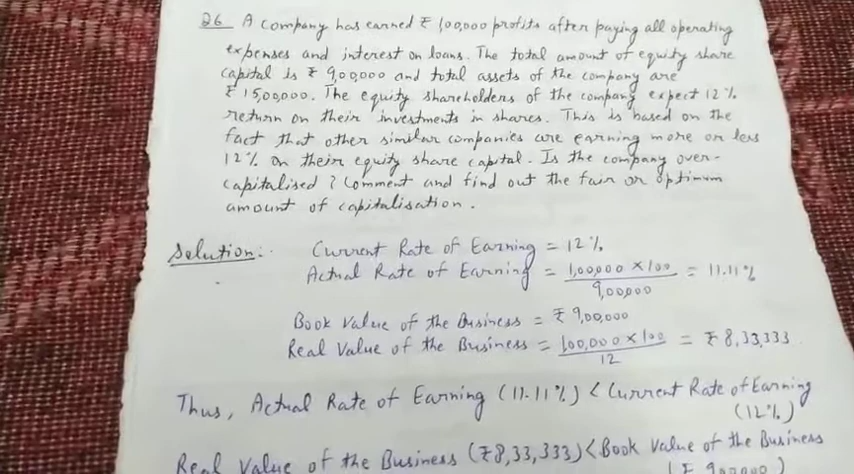 Q6 A company has earned ₹ 1,00,000 profits after paying all operating
expenses and interest on loans. The total amount of equity share
capital is ₹ 9,00,000 and total assets of the company are
₹ 15,00,000. The equity shareholders of the company expect 12%
return on their investments in shares. This is based on the
fact that other similar companies are earning more or less
12% on their equity share capital. Is the company over-
capitalised? Comment and find out the fair or optimum
amount of capitalisation.
Solution:- Current Rate of Earning = 12%
Actual Rate of Earning = 1,00,000 × 100 / 9,00,000 = 11.11%
Book Value of the Business = ₹ 9,00,000
Real Value of the Business = 100,000 × 100 / 12 = ₹ 8,33,333
Thus, Actual Rate of Earning (11.11%) < Current Rate of Earning
(12%)
Real Value of the Business (₹8,33,333) < Book Value of the Business
(₹ 900,000)